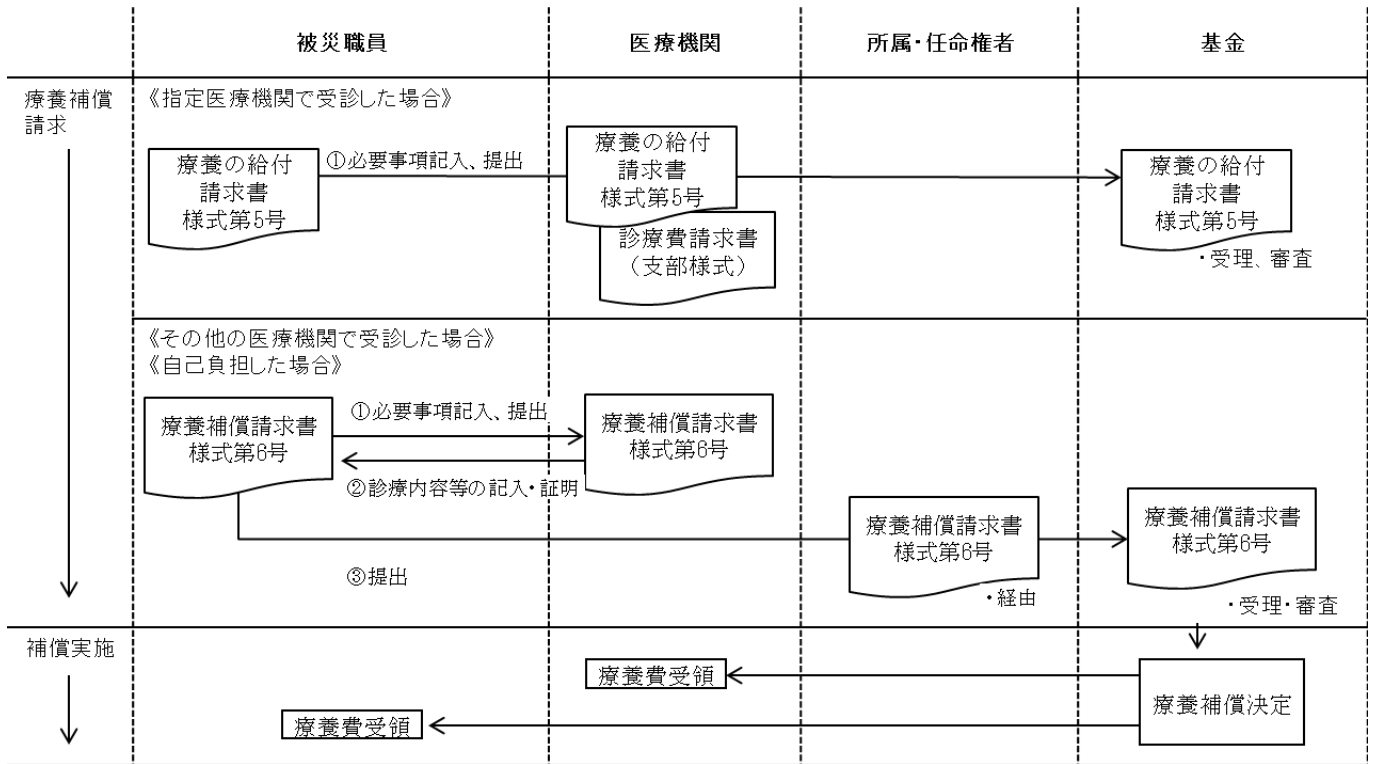 被災職員
医療機関
所属・任命権者
基金
療養補償
請求
《指定医療機関で受診した場合》
療養の給付
請求書
様式第5号
①必要事項記入、提出
療養の給付
請求書
様式第5号
診療費請求書
（支部様式）
療養の給付
請求書
様式第5号
・受理、審査
《その他の医療機関で受診した場合》
《自己負担した場合》
療養補償請求書
様式第6号
①必要事項記入、提出
療養補償請求書
様式第6号
②診療内容等の記入・証明
③提出
療養補償請求書
様式第6号
・経由
療養補償請求書
様式第6号
・受理・審査
補償実施
療養費受領
療養費受領
療養補償決定